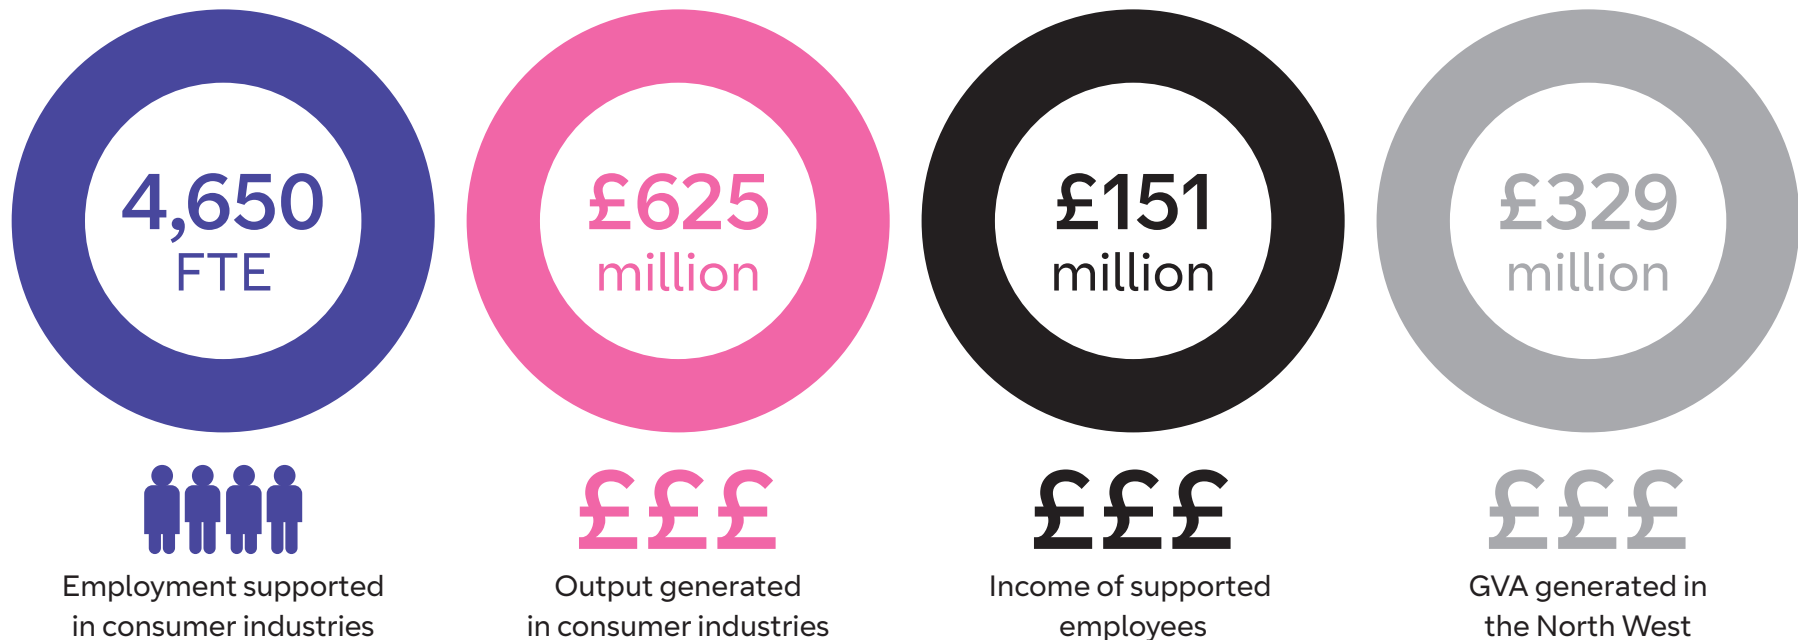 4,650
FTE
£625
million
£151
million
£329
million
£££
£££
£££
Employment supported
in consumer industries
Output generated
in consumer industries
Income of supported
employees
GVA generated in
the North West